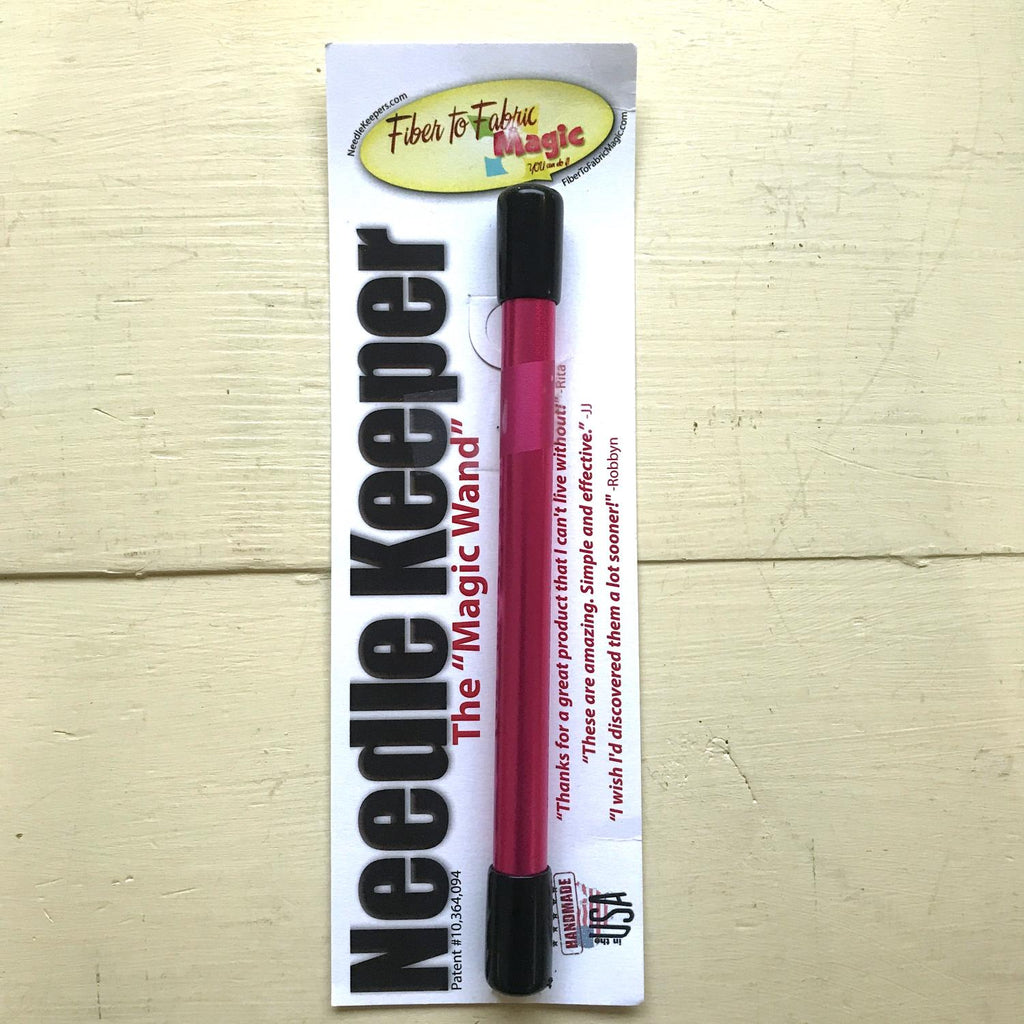 NeedleKeepers.com
Fiber to Fabric
Magic
YOU can do it
FiberToFabricMagic.com
Needle Keeper
The “Magic Wand”
Patent #10,364,094
“Thanks for a great product that I can't live without!" -Rita
“These are amazing. Simple and effective.” -JJ
“I wish I'd discovered them a lot sooner!" -Robbyn
HANDMADE
in the
USA